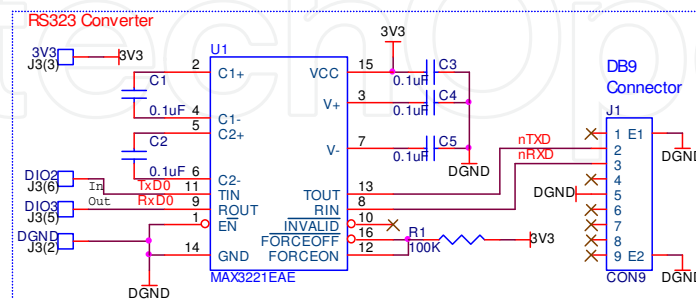 RS323 Converter
3V3
J3(3)
3V3
U1
3V3
C1
0.1uF
C2
0.1uF
2 C1+
4 C1-
5 C2+
6 C2-
11 TIN
9 ROUT
1 EN
14 GND
VCC 15
V+ 3
V- 7
TOUT 13
RIN 8
INVALID 10
FORCEOFF 16
FORCEON 12
MAX3221EAE
C3
0.1uF
C4
0.1uF
C5
0.1uF
DGND
DIO2
J3(6)
In
TxD0
DIO3
J3(5)
Out
RxD0
DGND
J3(2)
DGND
R1
100K
3V3
nTXD
nRXD
DGND
DB9
Connector
J1
1 E1
2
3
4
5
6
7
8
9 E2
CON9
DGND
DGND